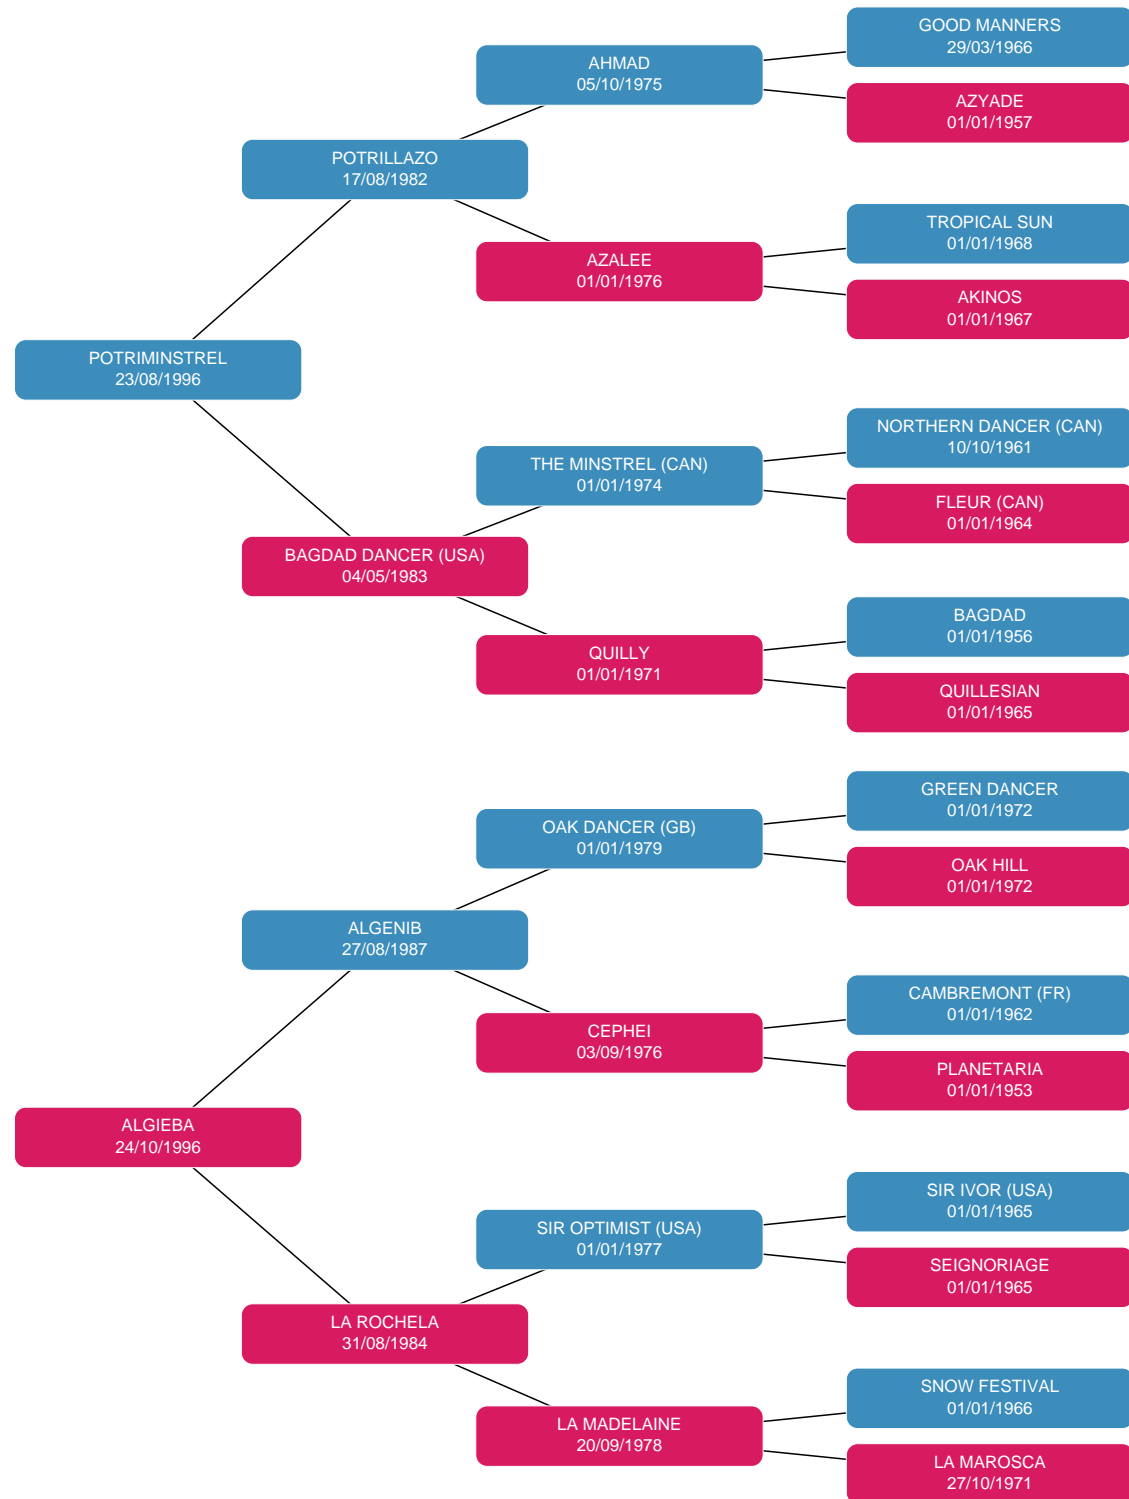 GOOD MANNERS
29/03/1966
AHMAD
05/10/1975
AZYADE
01/01/1957
POTRILLAZO
17/08/1982
TROPICAL SUN
01/01/1968
AZALEE
01/01/1976
AKINOS
01/01/1967
POTRIMINSTREL
23/08/1996
NORTHERN DANCER (CAN)
10/10/1961
THE MINSTREL (CAN)
01/01/1974
FLEUR (CAN)
01/01/1964
BAGDAD DANCER (USA)
04/05/1983
BAGDAD
01/01/1956
QUILLY
01/01/1971
QUILLESIAN
01/01/1965
GREEN DANCER
01/01/1972
OAK DANCER (GB)
01/01/1979
OAK HILL
01/01/1972
ALGENIB
27/08/1987
CAMBREMONT (FR)
01/01/1962
CEPHEI
03/09/1976
PLANETARIA
01/01/1953
ALGIEBA
24/10/1996
SIR IVOR (USA)
01/01/1965
SIR OPTIMIST (USA)
01/01/1977
SEIGNORIAGE
01/01/1965
LA ROCHELA
31/08/1984
SNOW FESTIVAL
01/01/1966
LA MADELAINE
20/09/1978
LA MAROSCA
27/10/1971